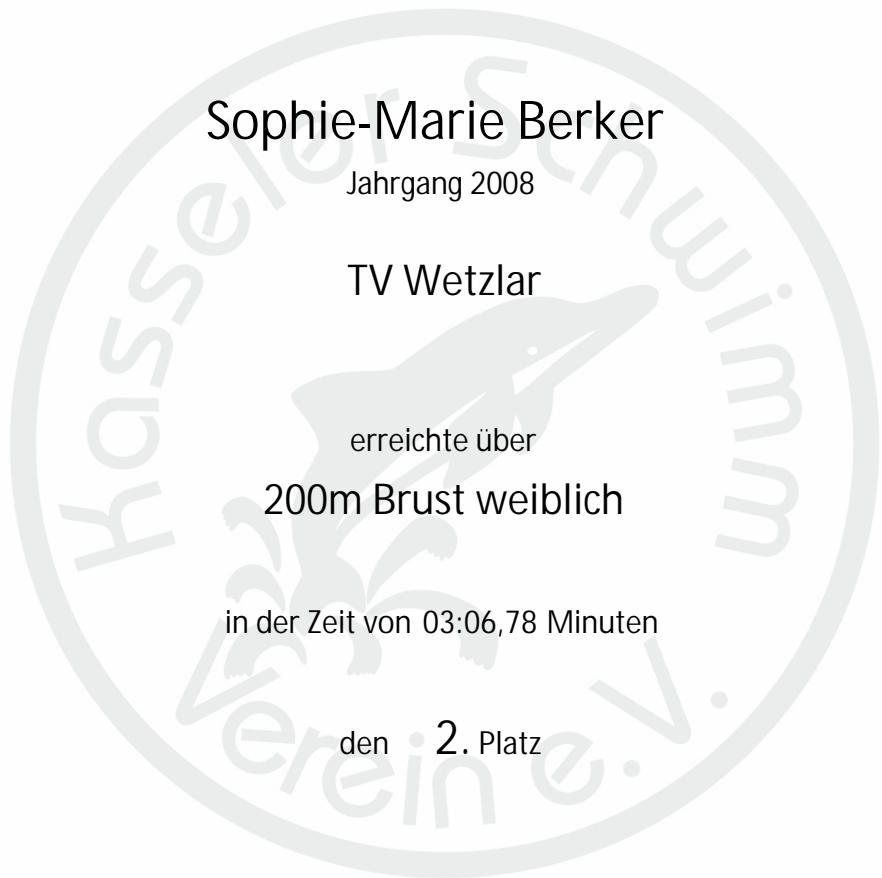 Kasseler Schwimm
Verein e.V.
Sophie-Marie Berker
Jahrgang 2008
TV Wetzlar
erreichte über
200m Brust weiblich
in der Zeit von 03:06,78 Minuten
den 2. Platz